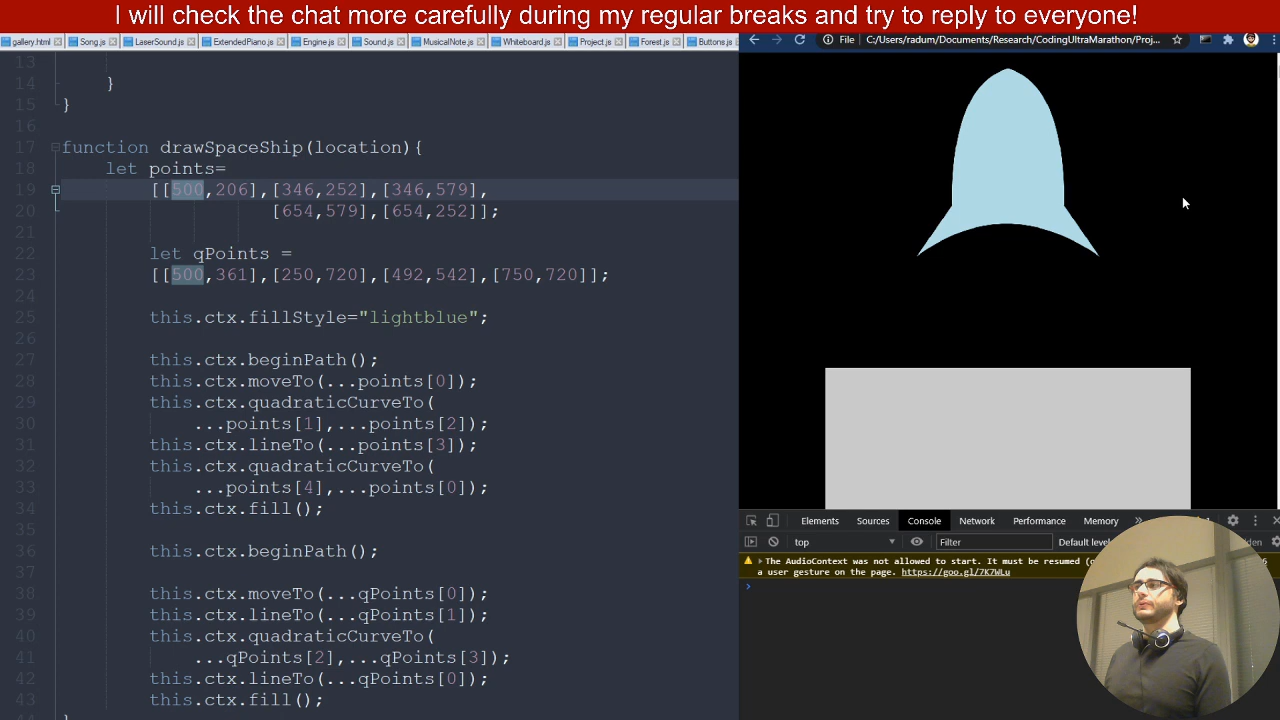 I will check the chat more carefully during my regular breaks and try to reply to everyone!
gallery.html Song.js LaserSound.js ExtendedPiano.js Engine.js Sound.js MusicalNote.js Whiteboard.js Project.js Forest.js Buttons.js
File C:/Users/radum/Documents/Research/CodingUltraMarathon/Proj...
13
14 }
15 }
16
17 function drawSpaceShip(location){
18 let points=
19 [[500,206],[346,252],[346,579],
20 [654,579],[654,252]];
21
22 let qPoints =
23 [[500,361],[250,720],[492,542],[750,720]];
24
25 this.ctx.fillStyle="lightblue";
26
27 this.ctx.beginPath();
28 this.ctx.moveTo(...points[0]);
29 this.ctx.quadraticCurveTo(
30 ...points[1],...points[2]);
31 this.ctx.lineTo(...points[3]);
32 this.ctx.quadraticCurveTo(
33 ...points[4],...points[0]);
34 this.ctx.fill();
35
36 this.ctx.beginPath();
37
38 this.ctx.moveTo(...qPoints[0]);
39 this.ctx.lineTo(...qPoints[1]);
40 this.ctx.quadraticCurveTo(
41 ...qPoints[2],...qPoints[3]);
42 this.ctx.lineTo(...qPoints[0]);
43 this.ctx.fill();
Elements Sources Console Network Performance Memory » 1
top Filter Default
The AudioContext was not allowed to start. It must be resumed
a user gesture on the page. https://goo.gl/7K7WLu